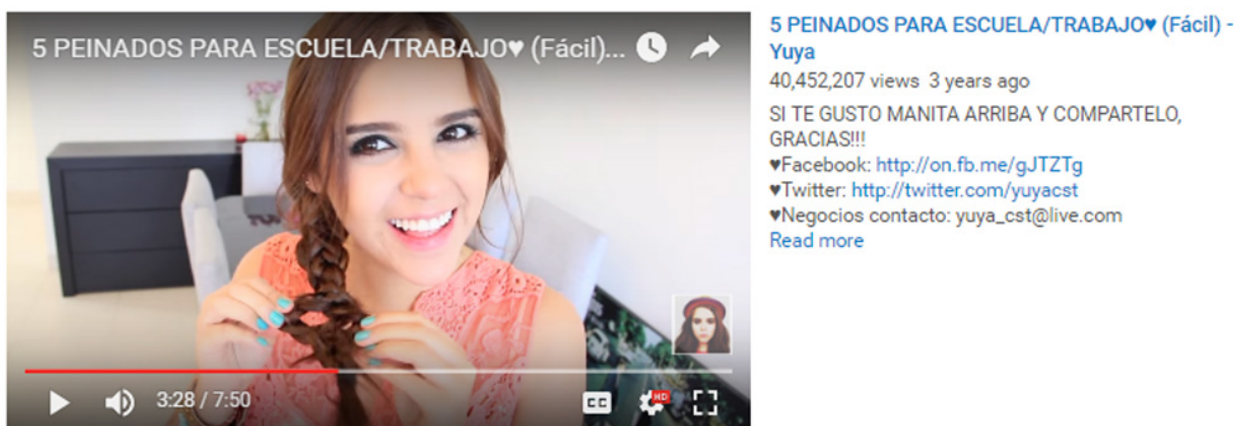 5 PEINADOS PARA ESCUELA/TRABAJO♥ (Fácil)...
3:28 / 7:50
CC
HD
5 PEINADOS PARA ESCUELA/TRABAJO♥ (Fácil) -
Yuya
40,452,207 views 3 years ago
SI TE GUSTO MANITA ARRIBA Y COMPARTELO,
GRACIAS!!!
♥Facebook: http://on.fb.me/gJTZTg
♥Twitter: http://twitter.com/yuyacst
♥Negocios contacto: yuya_cst@live.com
Read more